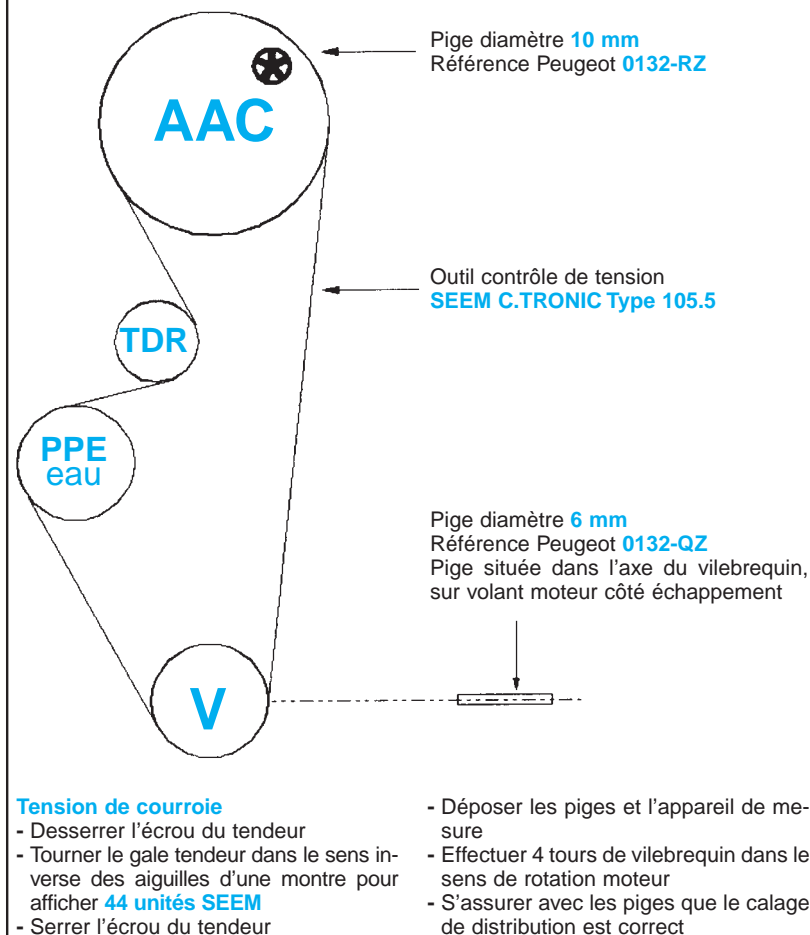 Pige diamètre 10 mm
Référence Peugeot 0132-RZ
AAC
Outil contrôle de tension
SEEM C.TRONIC Type 105.5
TDR
PPE
eau
Pige diamètre 6 mm
Référence Peugeot 0132-QZ
Pige située dans l'axe du vilebrequin,
sur volant moteur côté échappement
V
Tension de courroie
- Desserrer l'écrou du tendeur
- Tourner le gale tendeur dans le sens in-
verse des aiguilles d'une montre pour
afficher 44 unités SEEM
- Serrer l'écrou du tendeur
- Déposer les piges et l'appareil de me-
sure
- Effectuer 4 tours de vilebrequin dans le
sens de rotation moteur
- S'assurer avec les piges que le calage
de distribution est correct